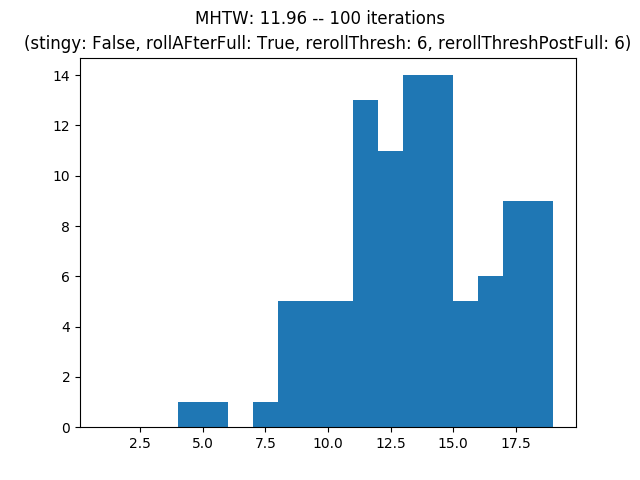 MHTW: 11.96 -- 100 iterations
(stingy: False, rollAFterFull: True, rerollThresh: 6, rerollThreshPostFull: 6)
14
12
10
8
6
4
2
0
2.5 5.0 7.5 10.0 12.5 15.0 17.5